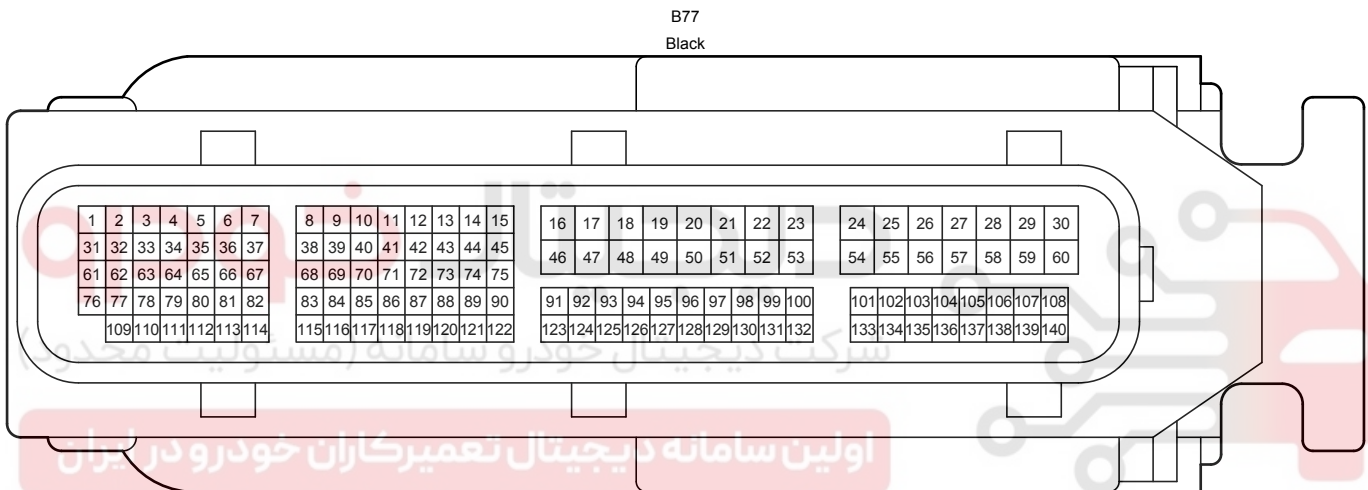 B77
Black
1 2 3 4 5 6 7 8 9 10 11 12 13 14 15 16 17 18 19 20 21 22 23 24 25 26 27 28 29 30
31 32 33 34 35 36 37 38 39 40 41 42 43 44 45 46 47 48 49 50 51 52 53 54 55 56 57 58 59 60
61 62 63 64 65 66 67 68 69 70 71 72 73 74 75
76 77 78 79 80 81 82 83 84 85 86 87 88 89 90 91 92 93 94 95 96 97 98 99 100 101 102 103 104 105 106 107 108
109 110 111 112 113 114 115 116 117 118 119 120 121 122 123 124 125 126 127 128 129 130 131 132 133 134 135 136 137 138 139 140
دیجیتال خودرو
شرکت دیجیتال خودرو سامانه (مسئولیت محدود)
اولین سامانه دیجیتال تعمیرکاران خودرو در ایران